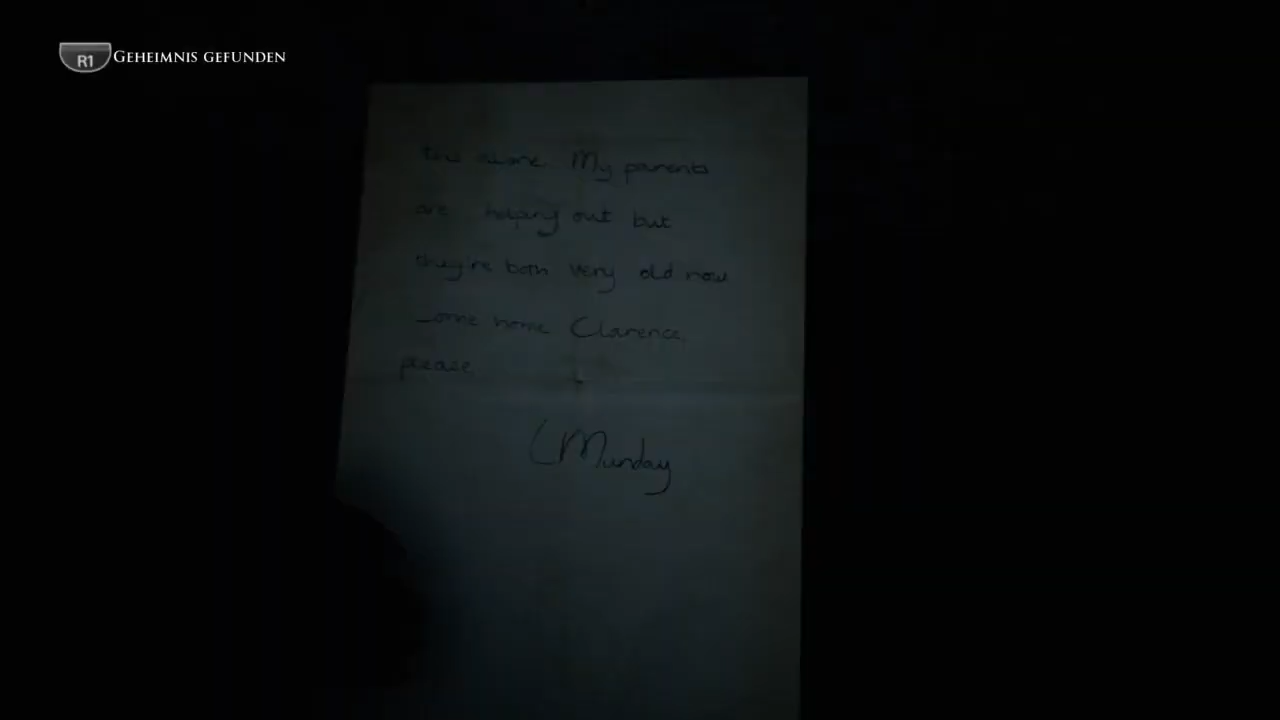 R1 GEHEIMNIS GEFUNDEN
this alone. My parents
are helping out but
they're both very old now
come home Clarence,
please.
Munday